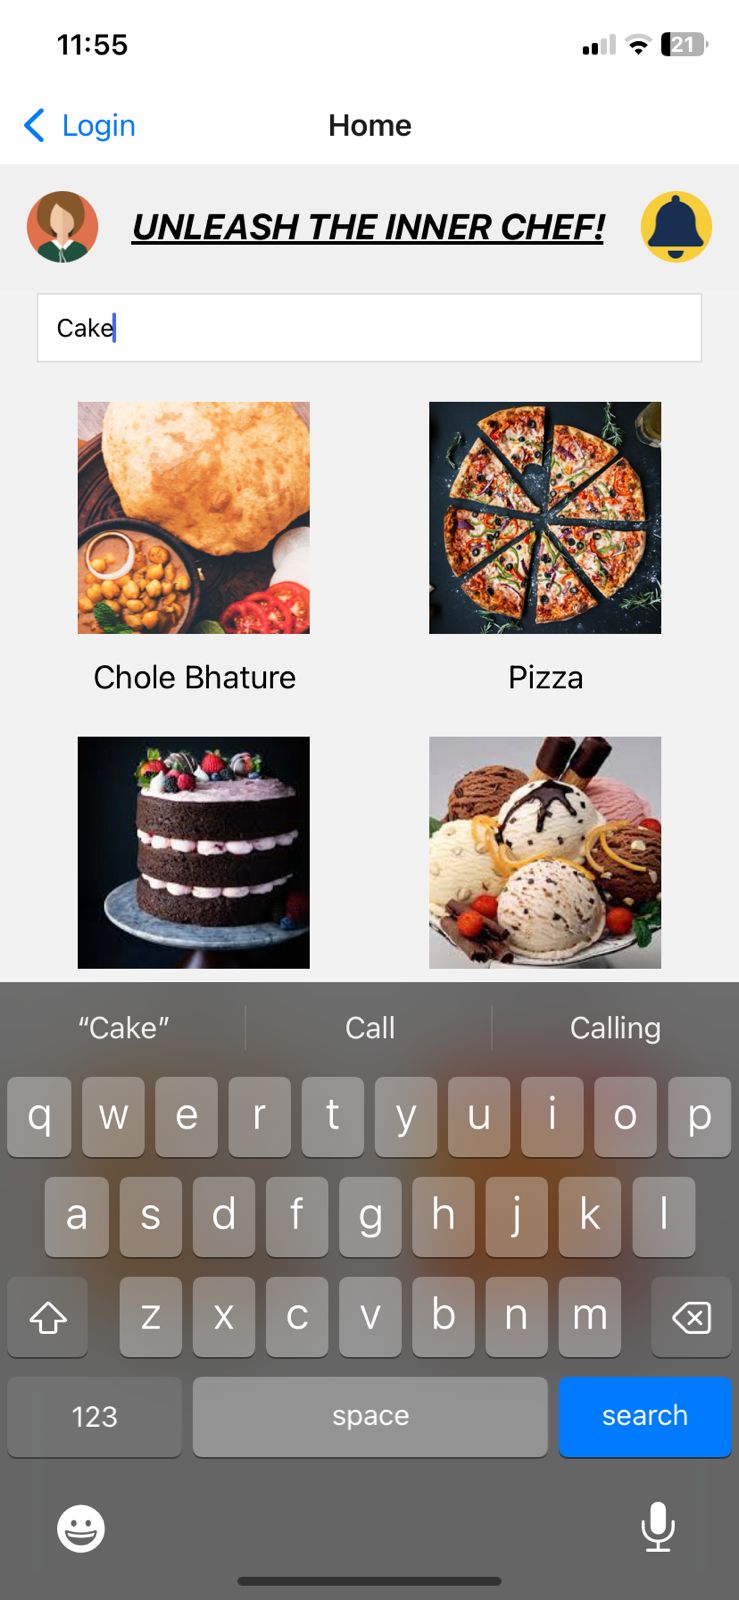 11:55
21
Login
Home
UNLEASH THE INNER CHEF!
Cake
Chole Bhature
Pizza
“Cake”
Call
Calling
q w e r t y u i o p
a s d f g h j k l
z x c v b n m
123
space
search